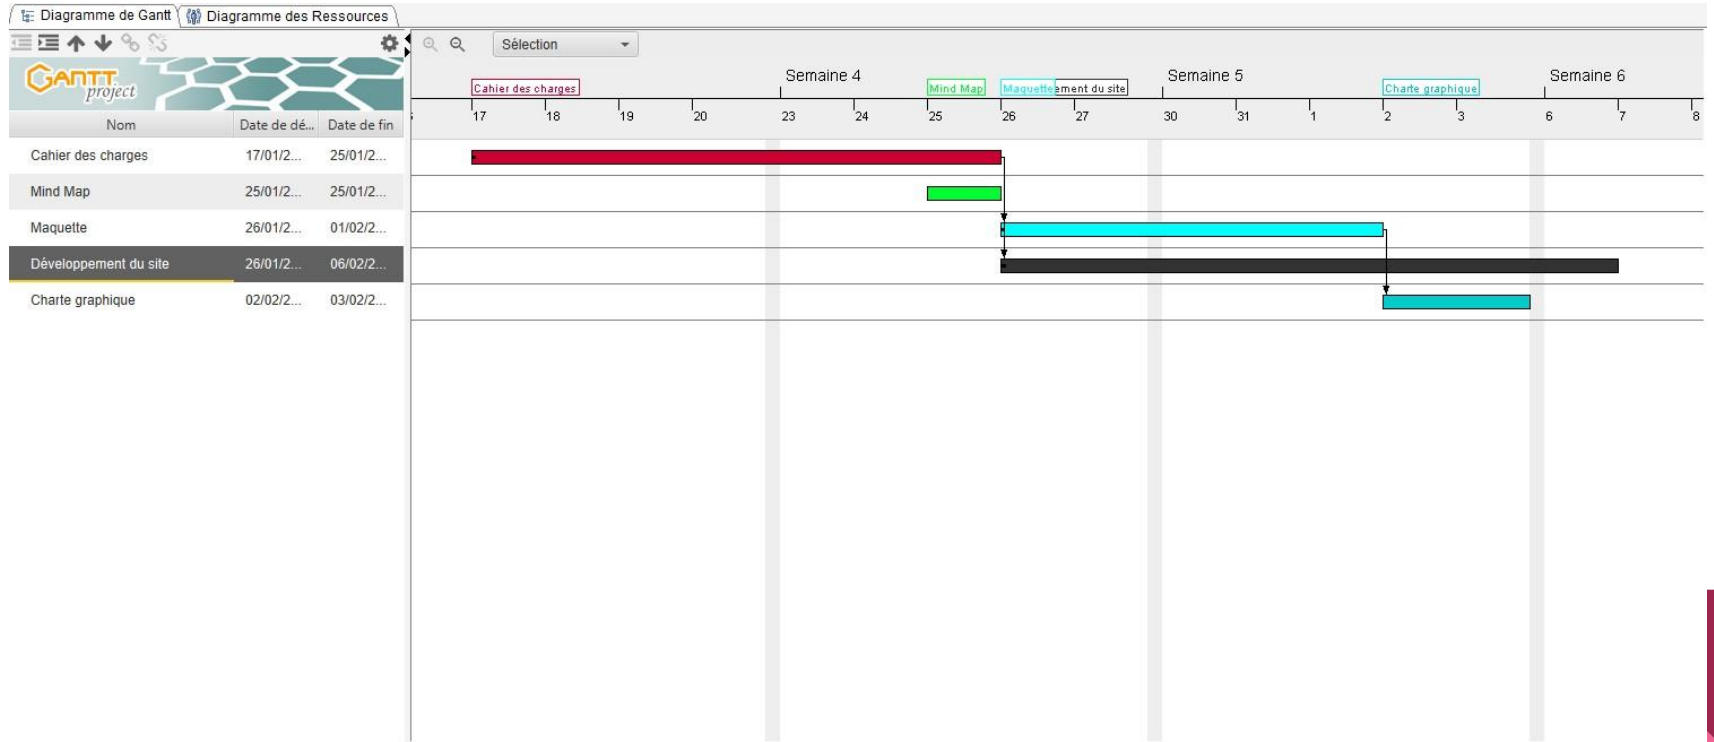 Diagramme de Gantt Diagramme des Ressources
Sélection
GANTT project
Semaine 4 Semaine 5 Semaine 6
Cahier des charges Mind Map Maquette ement du site Charte graphique
Nom Date de dé... Date de fin
17 18 19 20 23 24 25 26 27 30 31 1 2 3 6 7 8
Cahier des charges 17/01/2... 25/01/2...
Mind Map 25/01/2... 25/01/2...
Maquette 26/01/2... 01/02/2...
Développement du site 26/01/2... 06/02/2...
Charte graphique 02/02/2... 03/02/2...